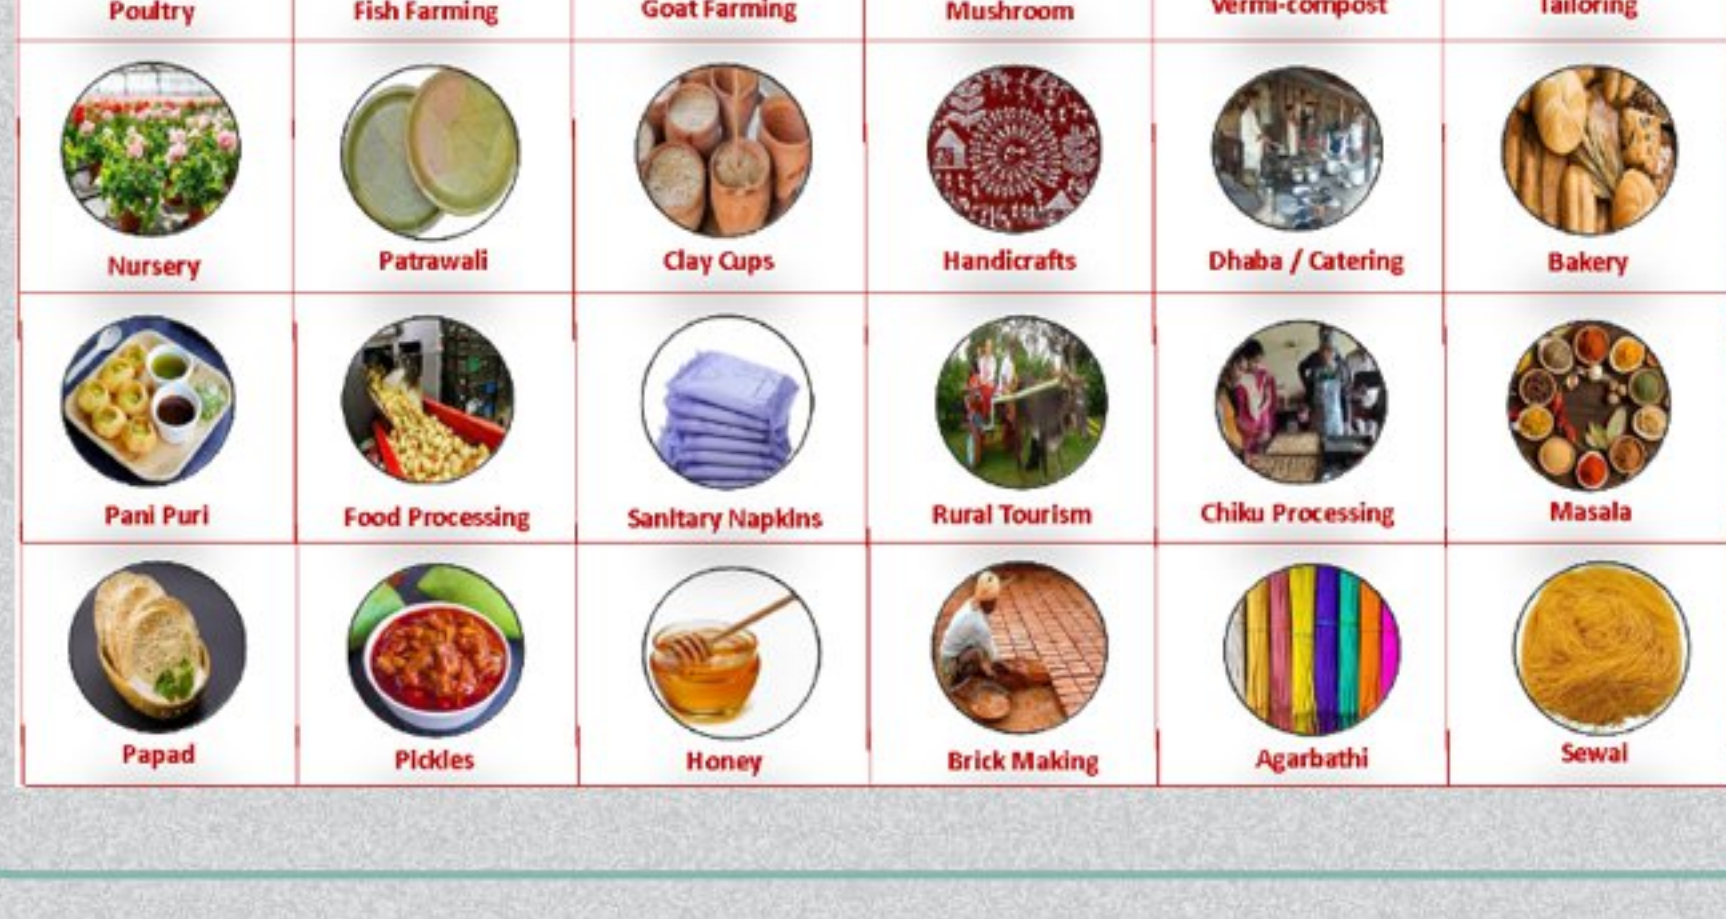 Poultry Fish Farming Goat Farming Mushroom Vermi-compost Tailoring
Nursery Patrawali Clay Cups Handicrafts Dhaba / Catering Bakery
Pani Puri Food Processing Sanitary Napkins Rural Tourism Chiku Processing Masala
Papad Pickles Honey Brick Making Agarbathi Sewai